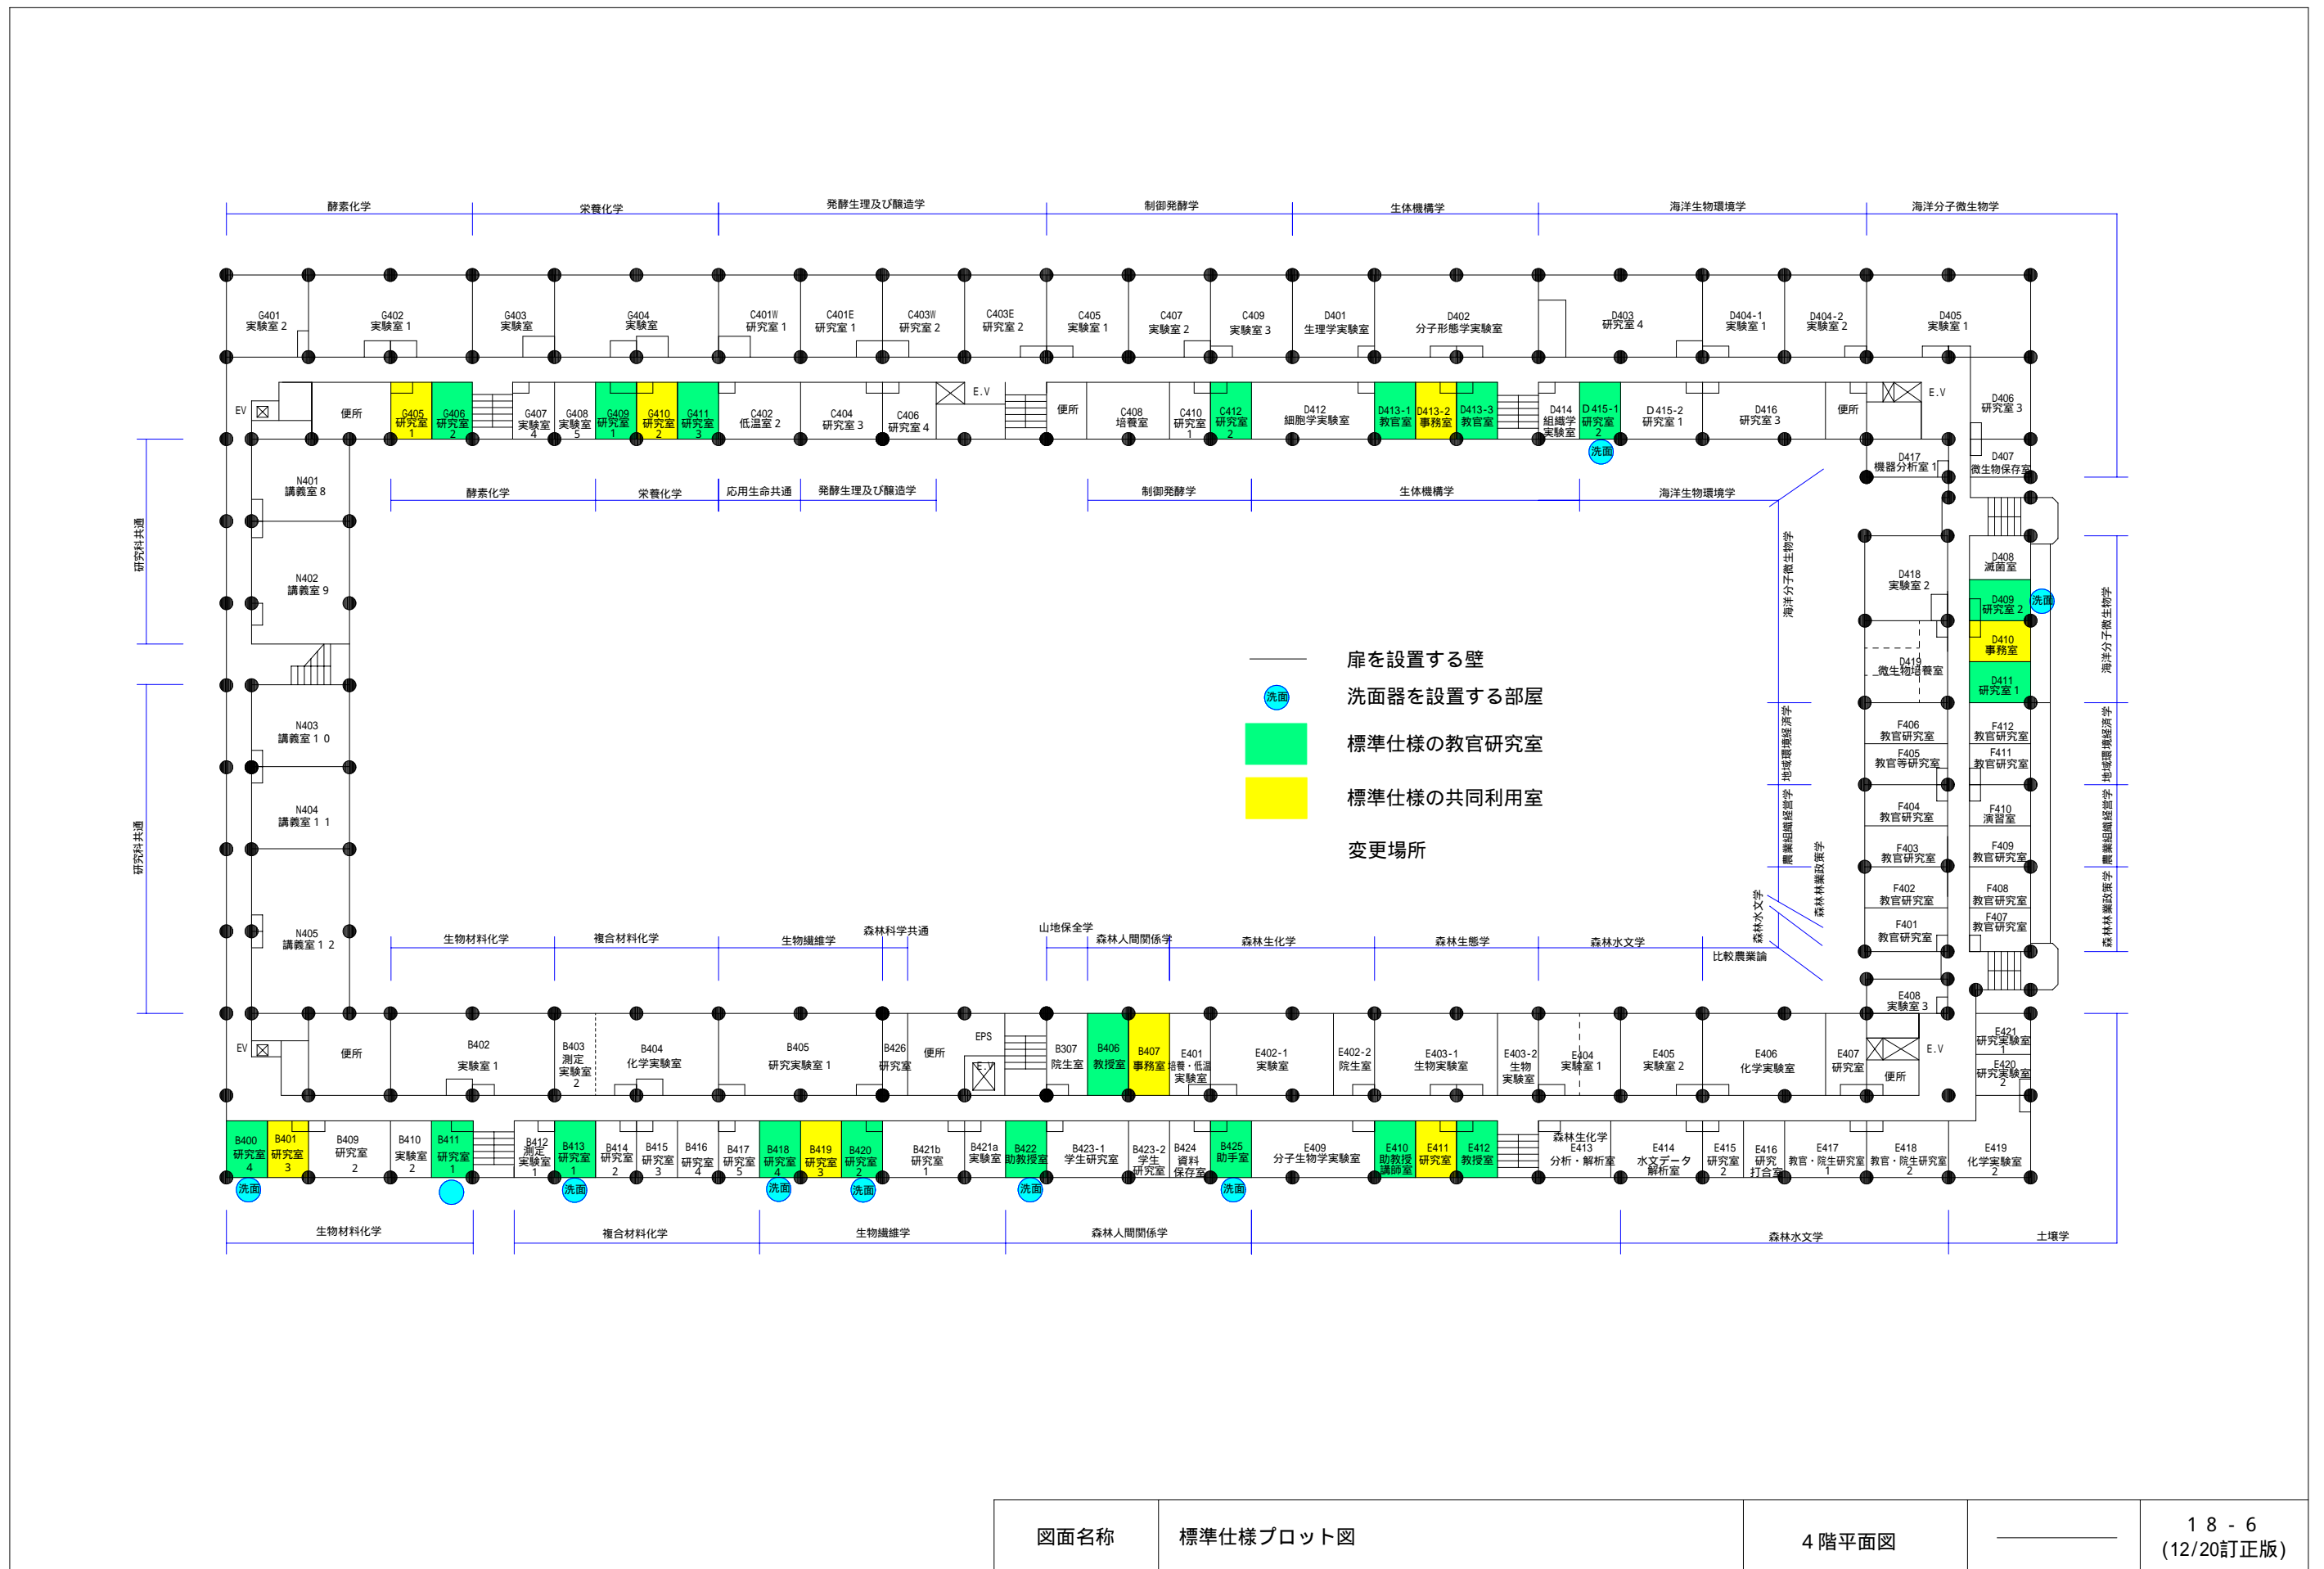 酵素化学
栄養化学
発酵生理及び醸造学
制御発酵学
生体機構学
海洋生物環境学
海洋分子微生物学
G401
実験室2
G402
実験室1
G403
実験室
G404
実験室
C401W
研究室1
C401E
研究室1
C403W
研究室2
C403E
研究室2
C405
実験室1
C407
実験室2
C409
実験室3
D401
生理学実験室
D402
分子形態学実験室
D403
研究室4
D404-1
実験室1
D404-2
実験室2
D405
実験室1
EV
便所
G405
研究室
1
G406
研究室
2
G407
実験室
4
G408
実験室
5
G409
研究室
1
G410
研究室
2
G411
研究室
3
C402
低温室2
C404
研究室3
C406
研究室4
E.V
便所
C408
培養室
C410
研究室
1
C412
研究室
2
D412
細胞学実験室
D413-1
教官室
D413-2
事務室
D413-3
教官室
D414
組織学
実験室
D415-1
研究室
2
洗面
D415-2
研究室1
D416
研究室3
便所
E.V
D406
研究室3
D417
機器分析室1
D407
微生物保存室
酵素化学
栄養化学
応用生命共通
発酵生理及び醸造学
制御発酵学
生体機構学
海洋生物環境学
研究科共通
N401
講義室8
N402
講義室9
研究科共通
N403
講義室10
N404
講義室11
N405
講義室12
海洋分子微生物学
D418
実験室2
D408
滅菌室
D409
研究室2
洗面
D410
事務室
D411
研究室1
海洋分子微生物学
D419
微生物培養室
扉を設置する壁
洗面
洗面器を設置する部屋
標準仕様の教官研究室
標準仕様の共同利用室
変更場所
地域環境経済学
F406
教官研究室
F405
教官等研究室
F412
教官研究室
F411
教官研究室
地域環境経済学
農業組織経営学
F404
教官研究室
F403
教官研究室
F410
演習室
F409
教官研究室
農業組織経営学
森林林業政策学
F402
教官研究室
F401
教官研究室
F408
教官研究室
F407
教官研究室
森林林業政策学
森林水文学
比較農業論
生物材料化学
複合材料化学
生物繊維学
森林科学共通
山地保全学
森林人間関係学
森林生化学
森林生態学
森林水文学
E408
実験室3
EV
便所
B402
実験室1
B403
測定
実験室
2
B404
化学実験室
B405
研究実験室1
B426
研究室
便所
EPS
E.V
B307
院生室
B406
教授室
B407
事務室
E401
培養・低温
実験室
E402-1
実験室
E402-2
院生室
E403-1
生物実験室
E403-2
生物
実験室
E404
実験室1
E405
実験室2
E406
化学実験室
E407
研究室
便所
E.V
E421
研究実験室
1
E420
研究実験室
2
B400
研究室
4
洗面
B401
研究室
3
B409
研究室
2
B410
実験室
2
B411
研究室
1
B412
測定
実験室
1
B413
研究室
1
洗面
B414
研究室
2
B415
研究室
3
B416
研究室
4
B417
研究室
5
B418
研究室
4
洗面
B419
研究室
3
B420
研究室
2
洗面
B421b
研究室
1
B421a
実験室
B422
助教授室
洗面
B423-1
学生研究室
B423-2
学生
研究室
B424
資料
保存室
B425
助手室
洗面
E409
分子生物学実験室
E410
助教授
講師室
E411
研究室
E412
教授室
森林生化学
E413
分析・解析室
E414
水文データ
解析室
E415
研究室
2
E416
研究
打合室
E417
教官・院生研究室
1
E418
教官・院生研究室
2
E419
化学実験室
2
生物材料化学
複合材料化学
生物繊維学
森林人間関係学
森林水文学
土壌学
図面名称
標準仕様プロット図
4階平面図
18-6
(12/20訂正版)